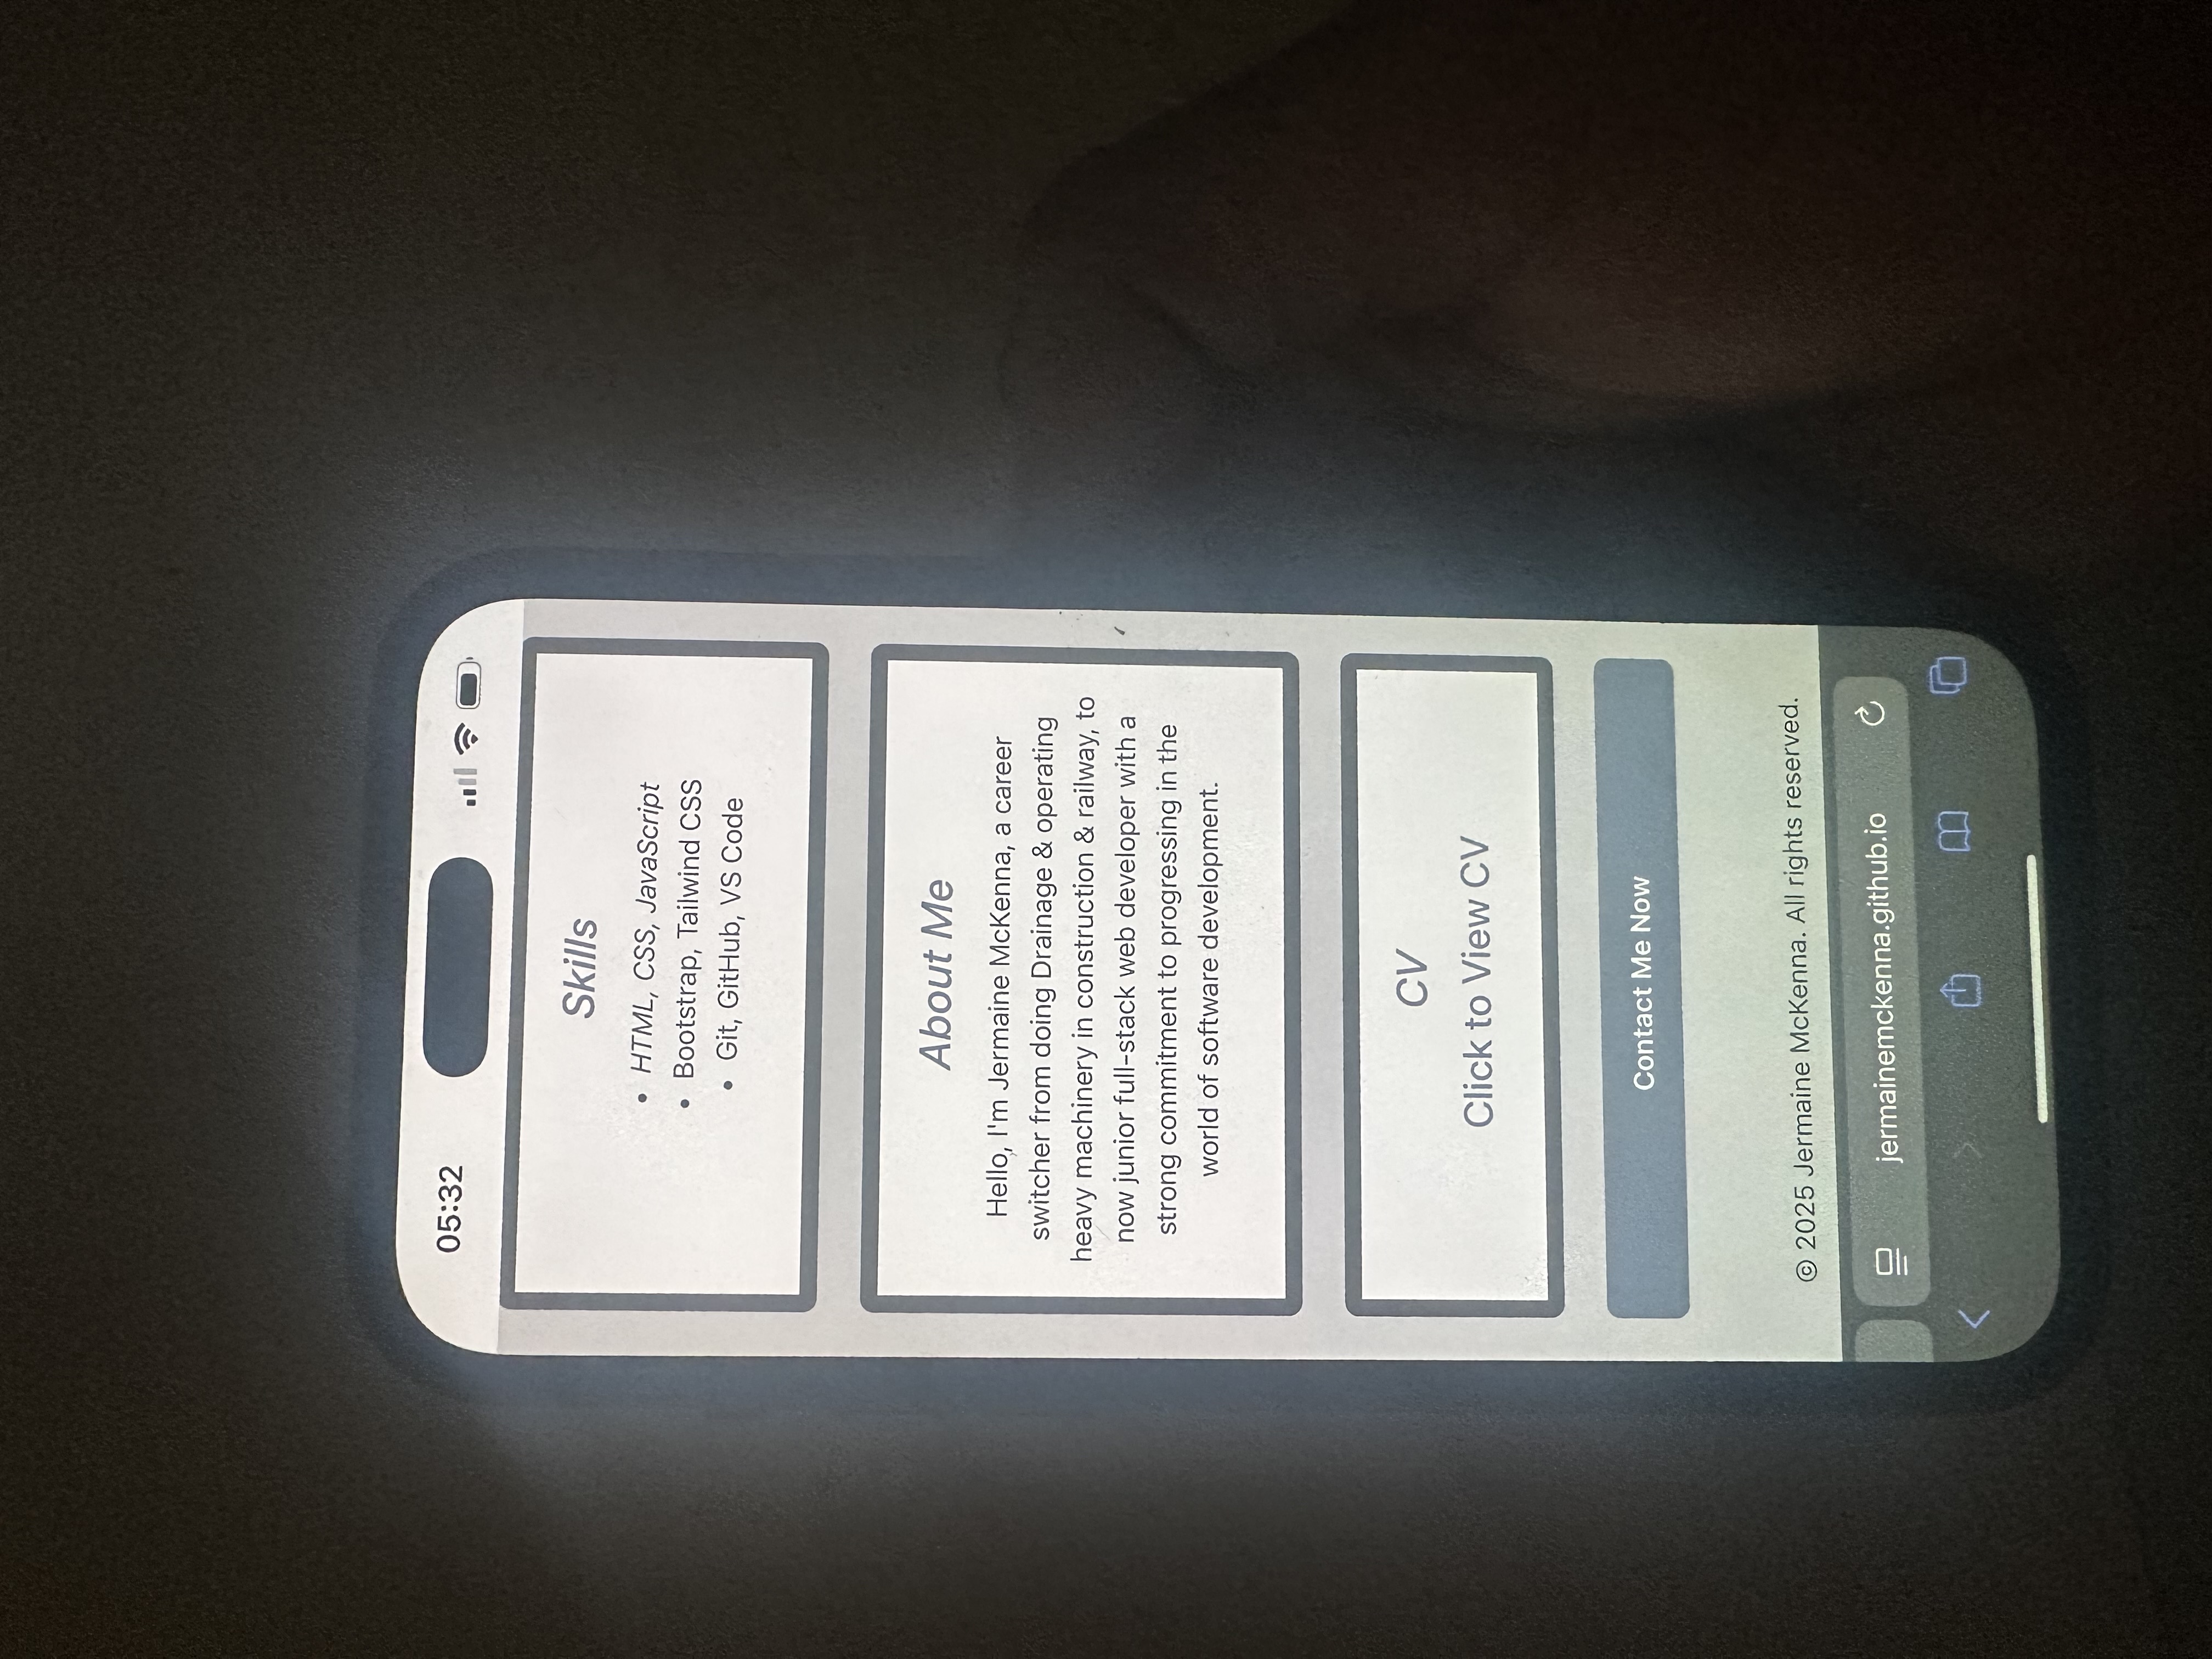 05:32
Skills
• HTML, CSS, JavaScript
• Bootstrap, Tailwind CSS
• Git, GitHub, VS Code
About Me
Hello, I'm Jermaine McKenna, a career
switcher from doing Drainage & operating
heavy machinery in construction & railway, to
now junior full-stack web developer with a
strong commitment to progressing in the
world of software development.
CV
Click to View CV
Contact Me Now
© 2025 Jermaine McKenna. All rights reserved.
jermainemckenna.github.io